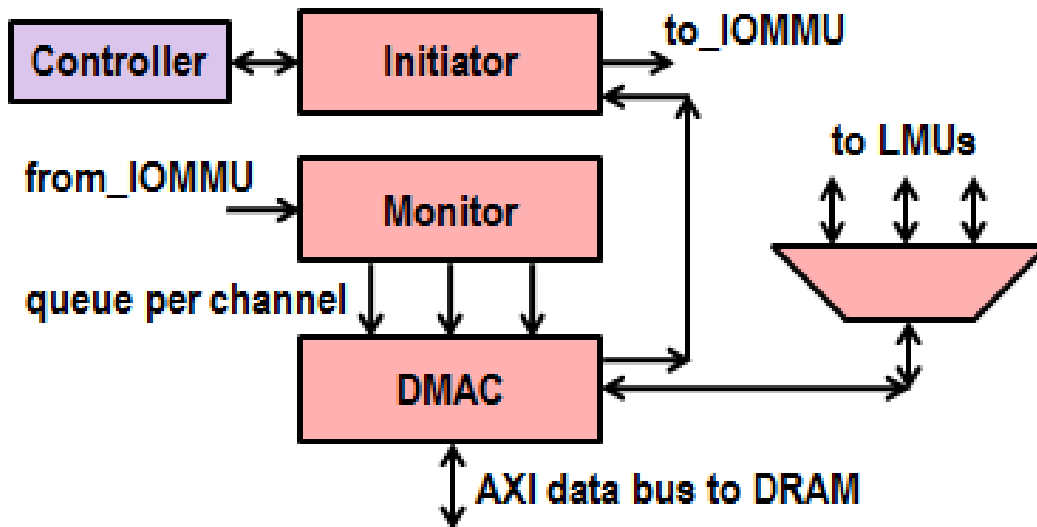 Controller
Initiator
to_IOMMU
from_IOMMU
Monitor
to LMUs
queue per channel
DMAC
AXI data bus to DRAM